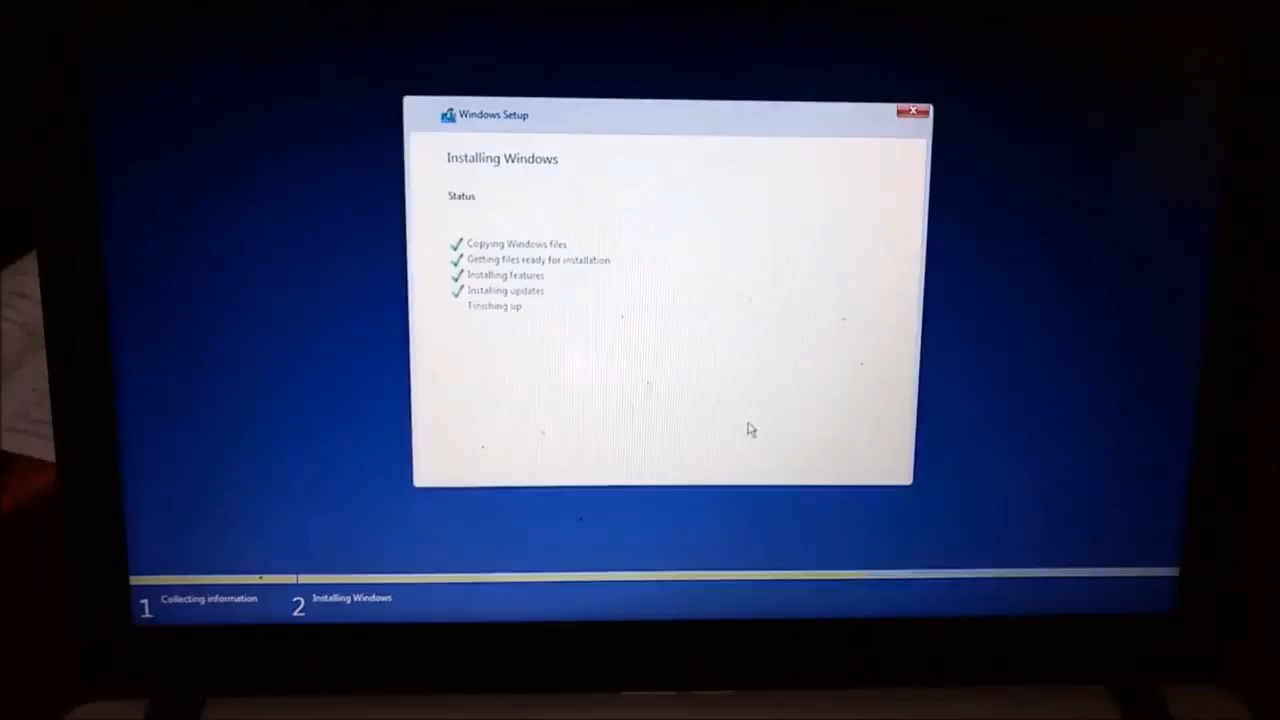 Windows Setup
Installing Windows
Status
Copying Windows files
Getting files ready for installation
Installing features
Installing updates
Finishing up
1 Collecting information 2 Installing Windows